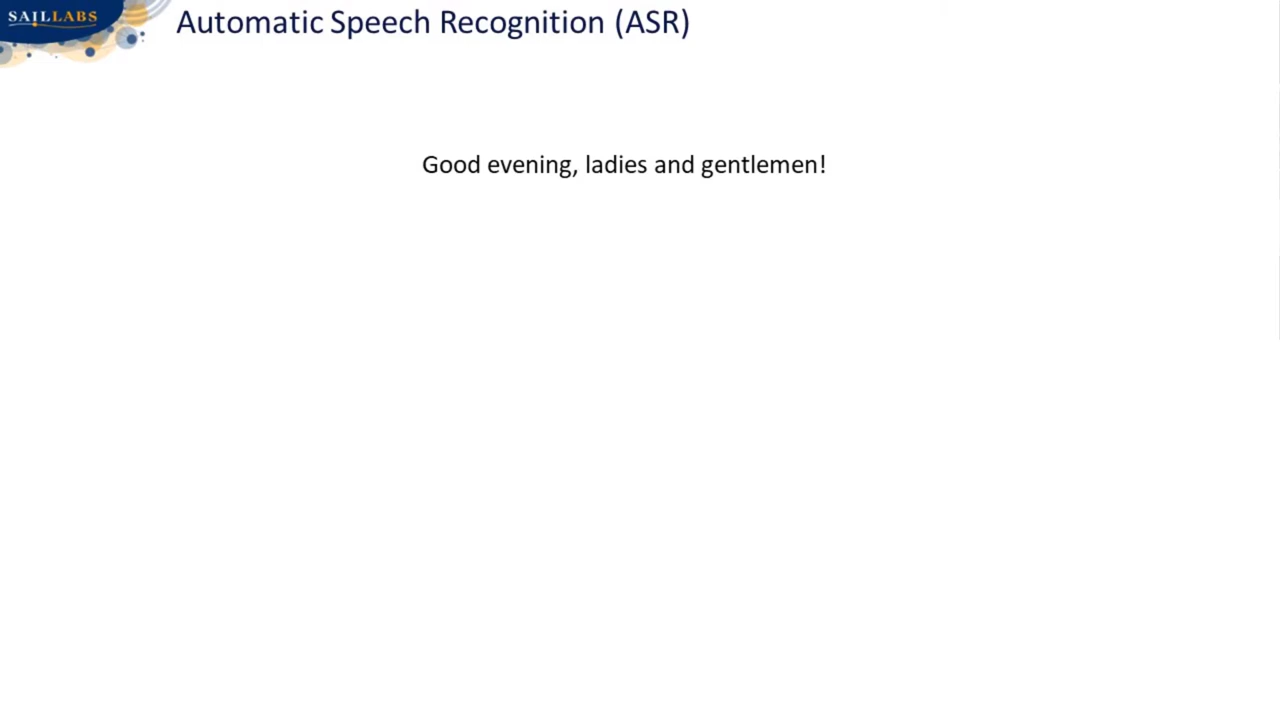 SAILLABS
Automatic Speech Recognition (ASR)
Good evening, ladies and gentlemen!